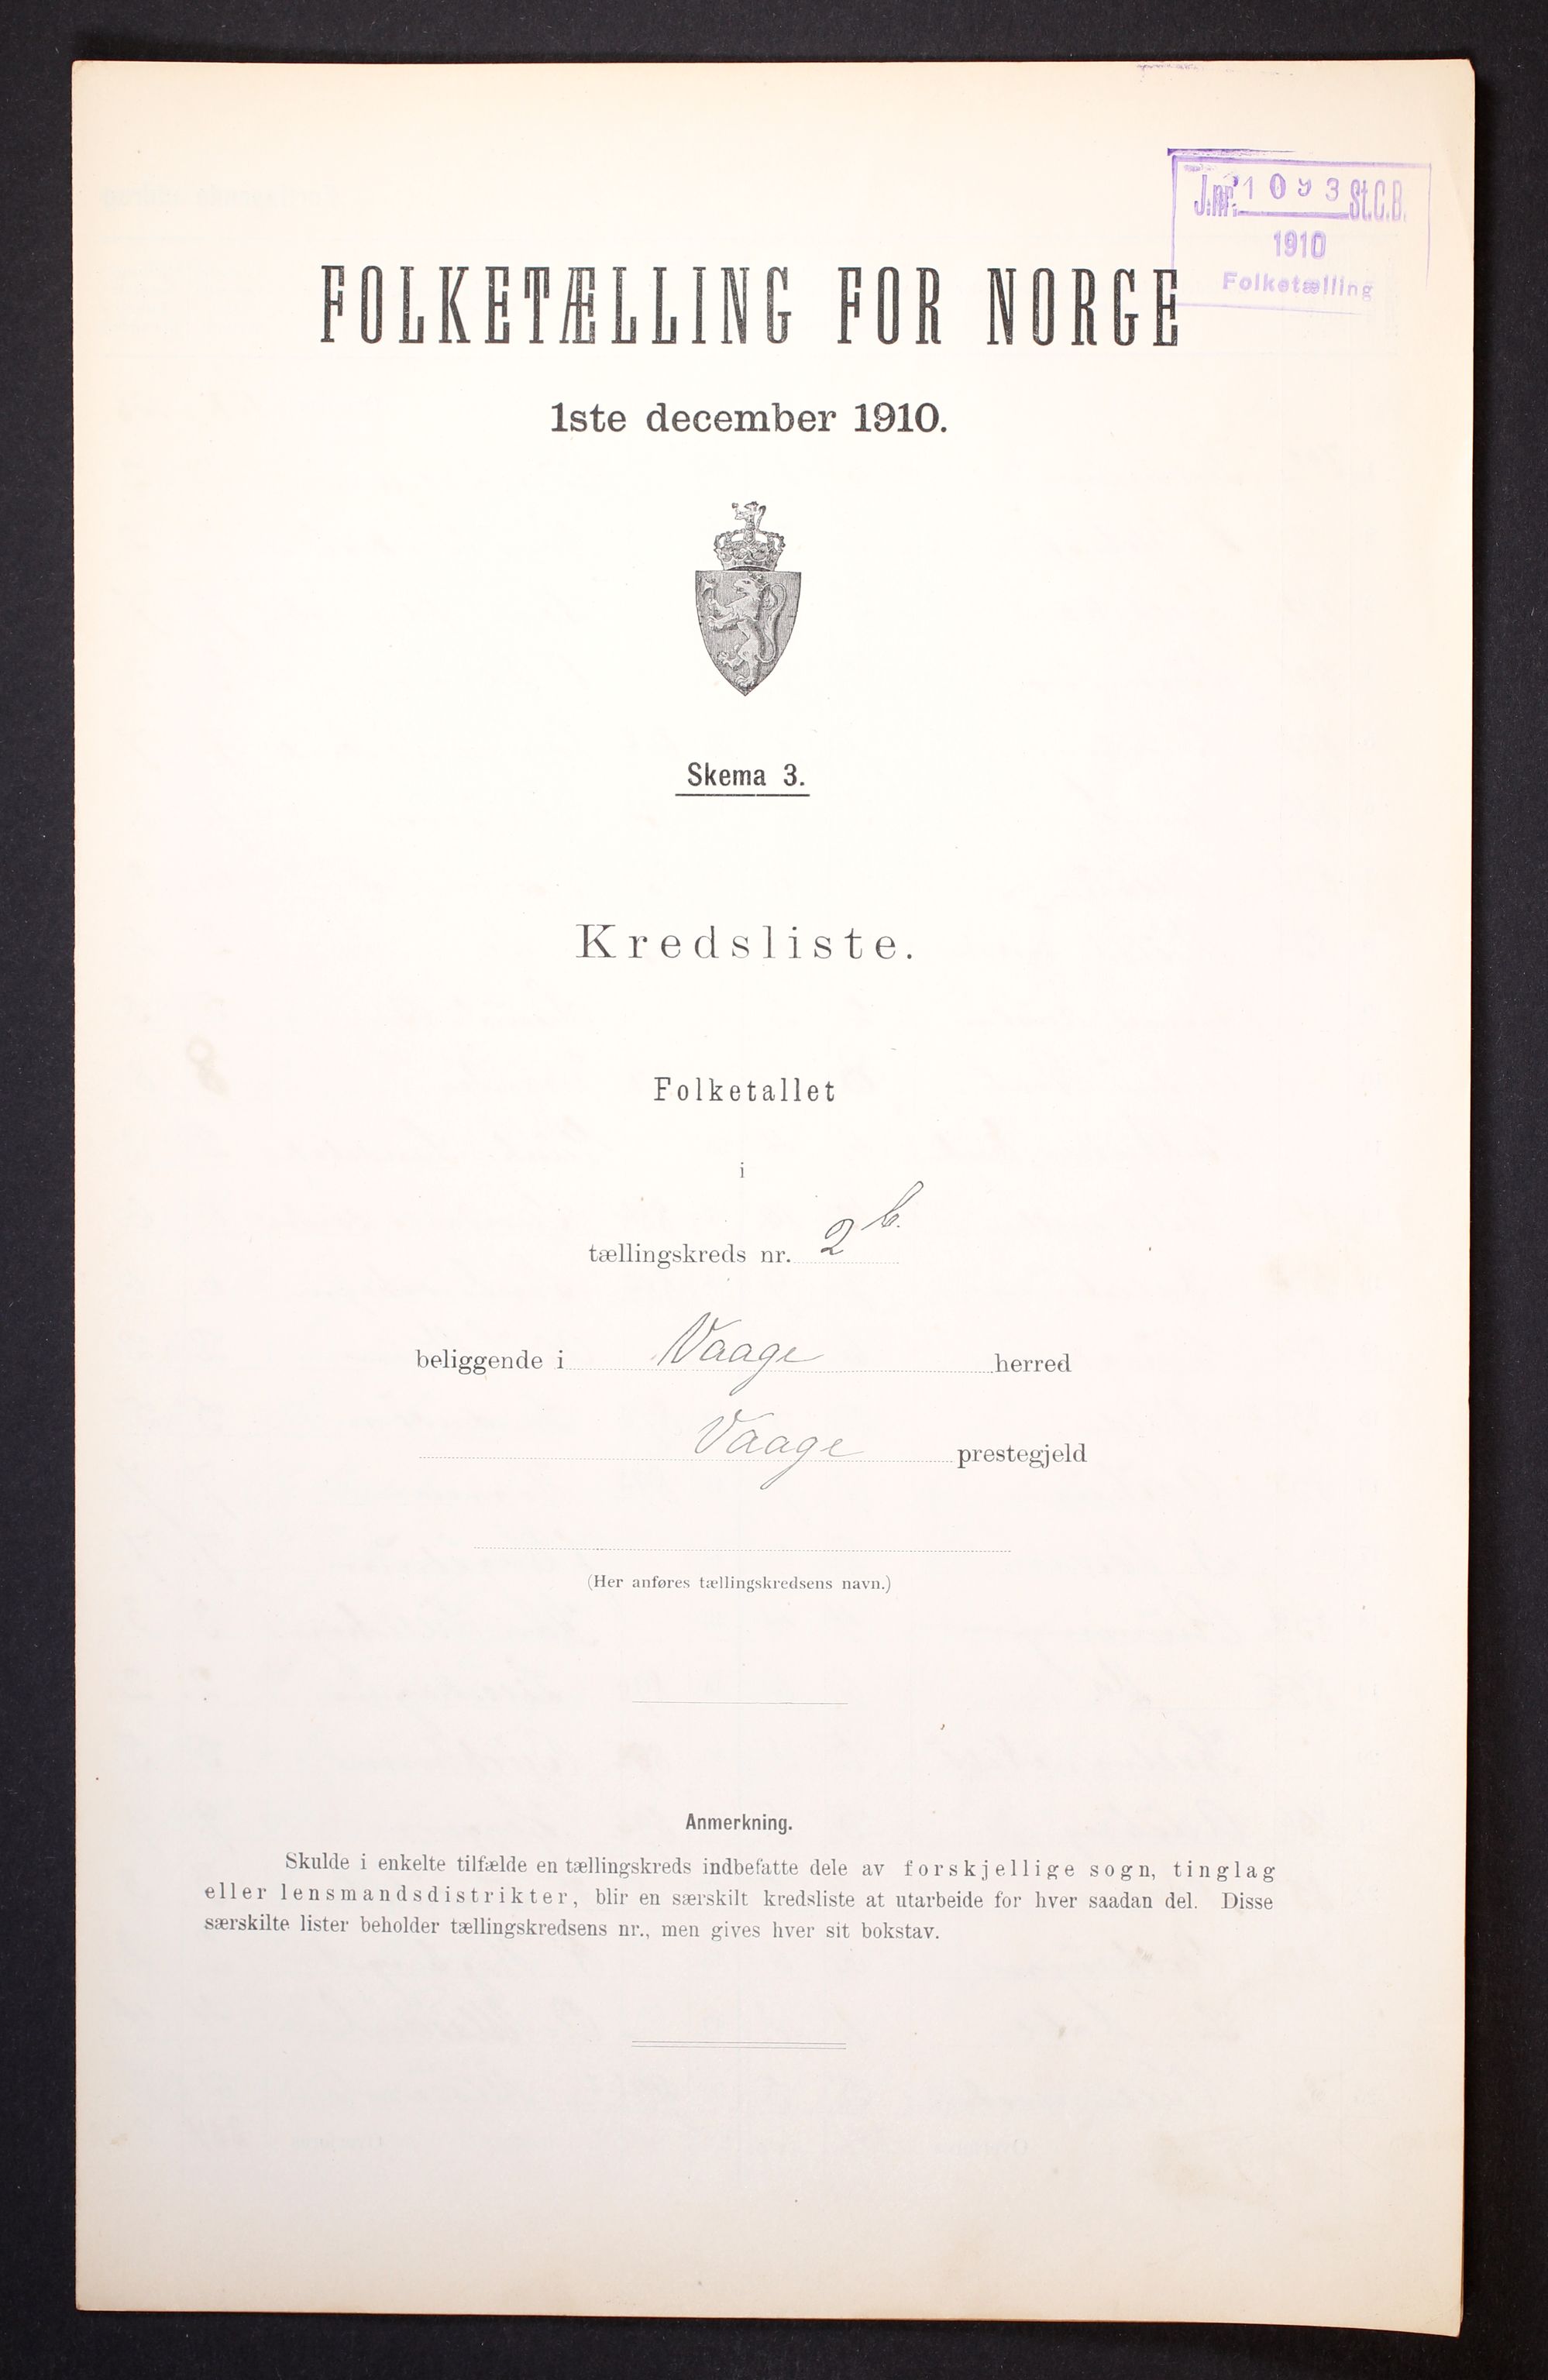 J.nr. 1093 St.C.B.
1910
Folketælling
FOLKETÆLLING FOR NORGE
1ste december 1910.
Skema 3.
Kredsliste.
Folketallet
i
tællingskreds nr. 2 b.
beliggende i Vaage herred
Vaage prestegjeld
(Her anføres tællingskredsens navn.)
Anmerkning.
Skulde i enkelte tilfælde en tællingskreds indbefatte dele av forskjellige sogn, tinglag
eller lensmandsdistrikter, blir en særskilt kredsliste at utarbeide for hver saadan del. Disse
særskilte lister beholder tællingskredsens nr., men gives hver sit bokstav.